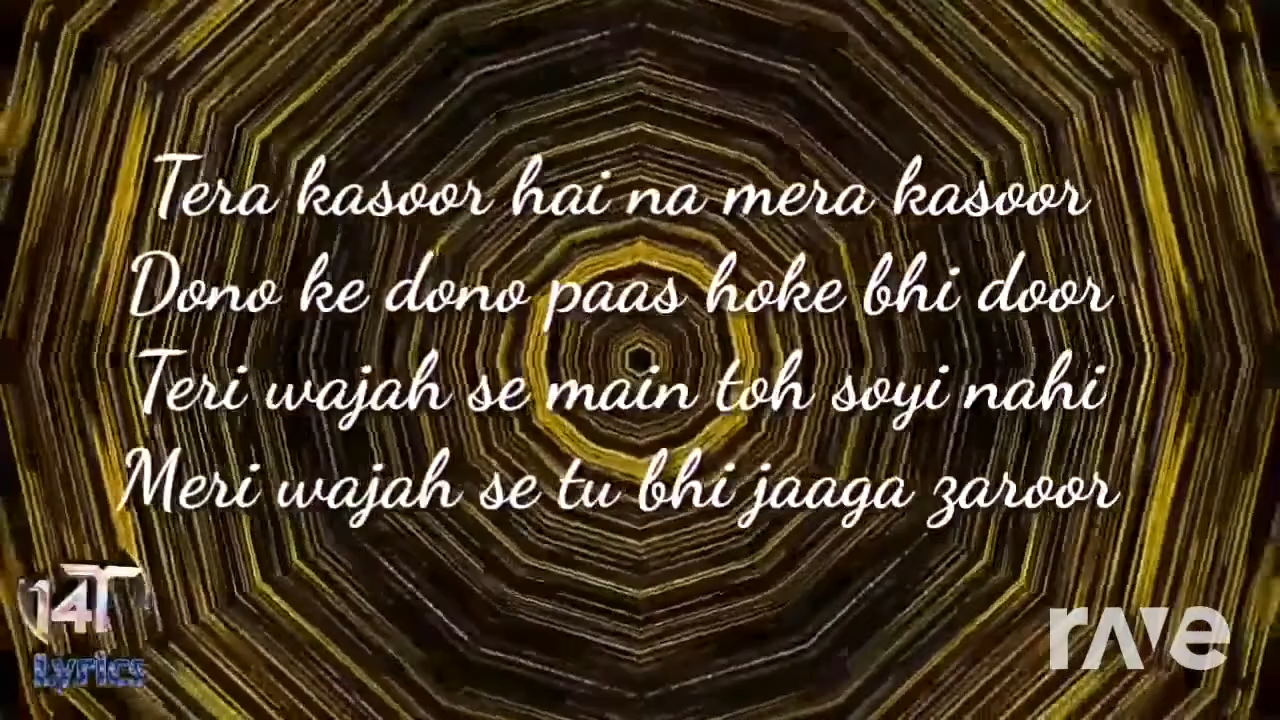 Tera kasoor hai na mera kasoor
Dono ke dono paas hoke bhi door
Teri wajah se main toh soyi nahi
Meri wajah se tu bhi jaaga zaroor
14T
Lyrics
rave